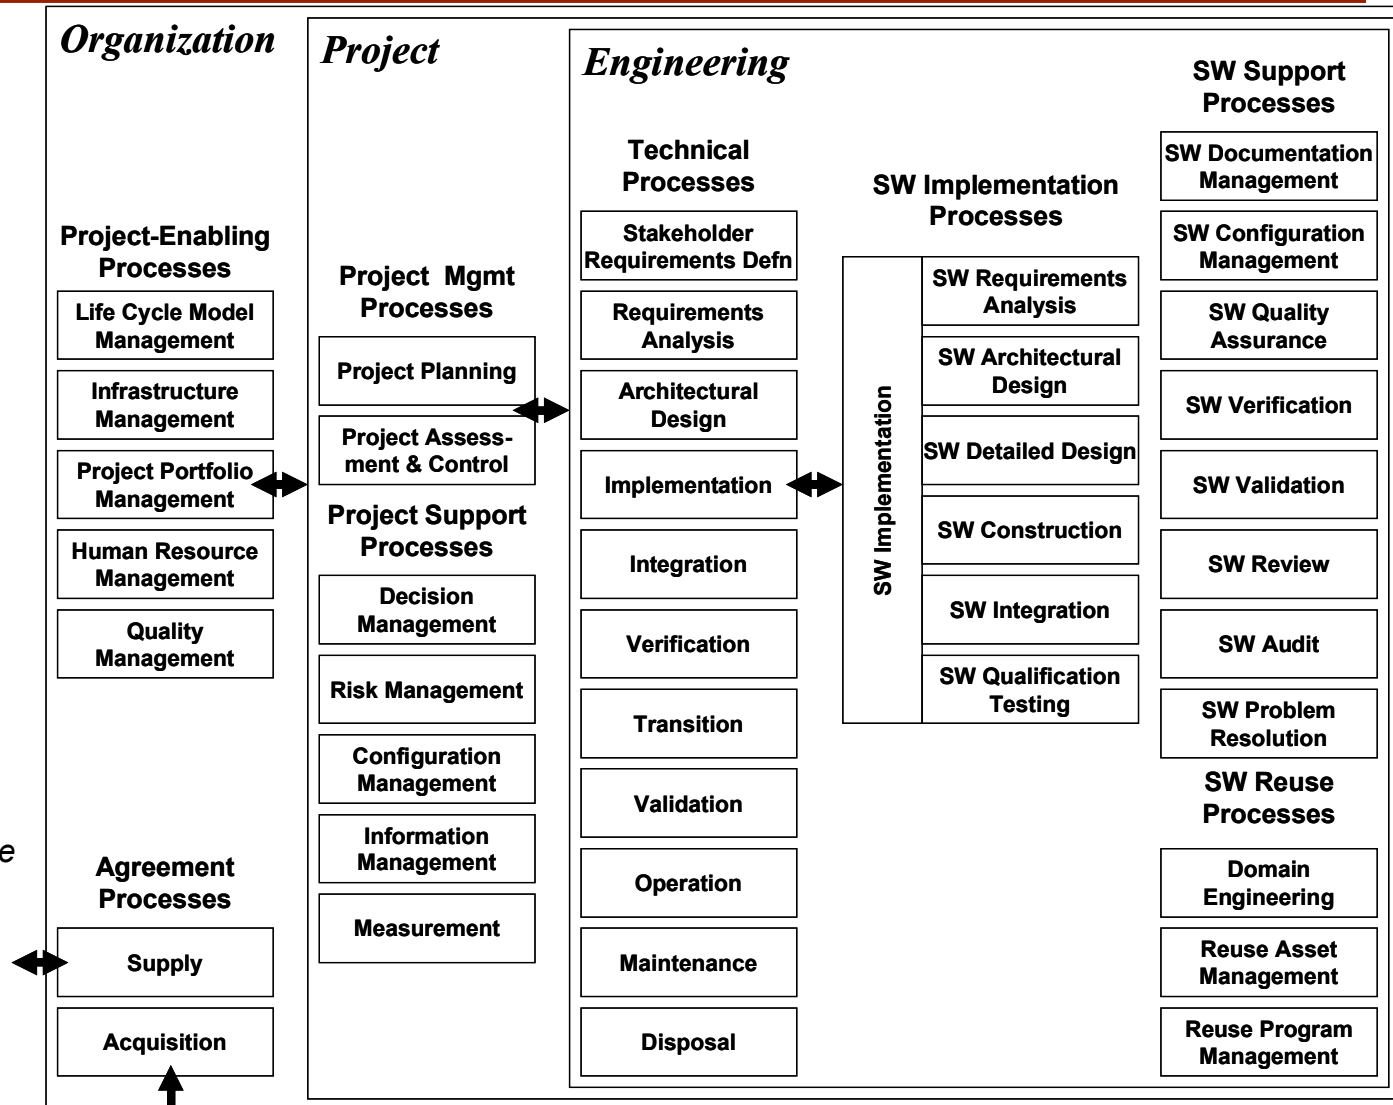 Organization
Project-Enabling
Processes
Life Cycle Model
Management
Infrastructure
Management
Project Portfolio
Management
Human Resource
Management
Quality
Management
e
Agreement
Processes
Supply
Acquisition
Project
Project Mgmt
Processes
Project Planning
Project Assess-
ment & Control
Project Support
Processes
Decision
Management
Risk Management
Configuration
Management
Information
Management
Measurement
Engineering
Technical
Processes
Stakeholder
Requirements Defn
Requirements
Analysis
Architectural
Design
Implementation
Integration
Verification
Transition
Validation
Operation
Maintenance
Disposal
SW Implementation
Processes
SW Implementation
SW Requirements
Analysis
SW Architectural
Design
SW Detailed Design
SW Construction
SW Integration
SW Qualification
Testing
SW Support
Processes
SW Documentation
Management
SW Configuration
Management
SW Quality
Assurance
SW Verification
SW Validation
SW Review
SW Audit
SW Problem
Resolution
SW Reuse
Processes
Domain
Engineering
Reuse Asset
Management
Reuse Program
Management